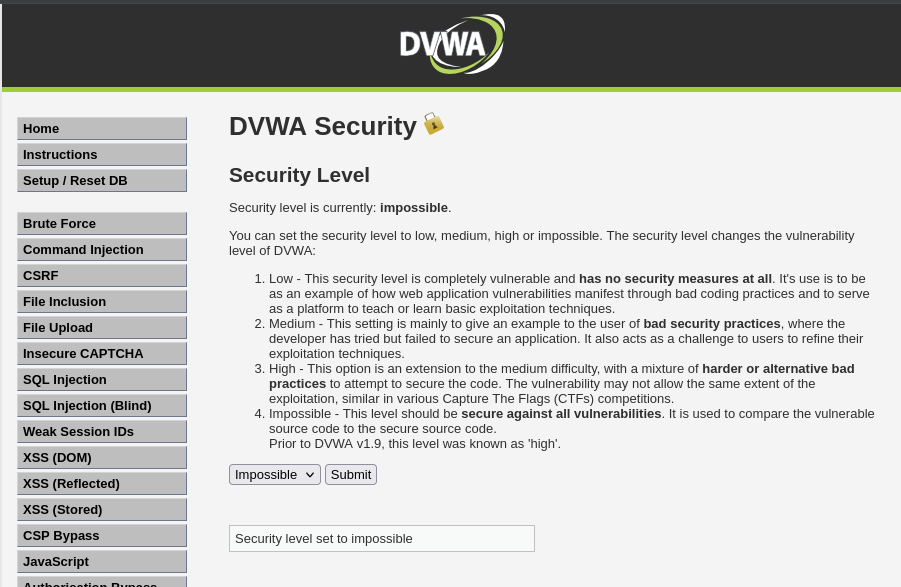 DVWA
Home
Instructions
Setup / Reset DB
Brute Force
Command Injection
CSRF
File Inclusion
File Upload
Insecure CAPTCHA
SQL Injection
SQL Injection (Blind)
Weak Session IDs
XSS (DOM)
XSS (Reflected)
XSS (Stored)
CSP Bypass
JavaScript
Authorisation Bypass
DVWA Security
Security Level
Security level is currently: impossible.
You can set the security level to low, medium, high or impossible. The security level changes the vulnerability
level of DVWA:
1. Low - This security level is completely vulnerable and has no security measures at all. It's use is to be
as an example of how web application vulnerabilities manifest through bad coding practices and to serve
as a platform to teach or learn basic exploitation techniques.
2. Medium - This setting is mainly to give an example to the user of bad security practices, where the
developer has tried but failed to secure an application. It also acts as a challenge to users to refine their
exploitation techniques.
3. High - This option is an extension to the medium difficulty, with a mixture of harder or alternative bad
practices to attempt to secure the code. The vulnerability may not allow the same extent of the
exploitation, similar in various Capture The Flags (CTFs) competitions.
4. Impossible - This level should be secure against all vulnerabilities. It is used to compare the vulnerable
source code to the secure source code.
Prior to DVWA v1.9, this level was known as 'high'.
Impossible Submit
Security level set to impossible